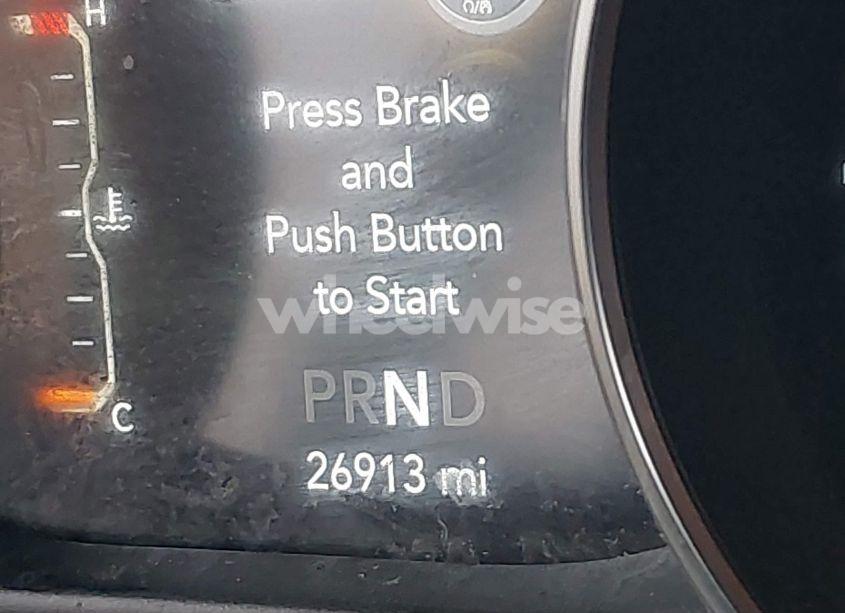 H
Press Brake
and
Push Button
to Start
wheelwise
PRND
C
26913 mi